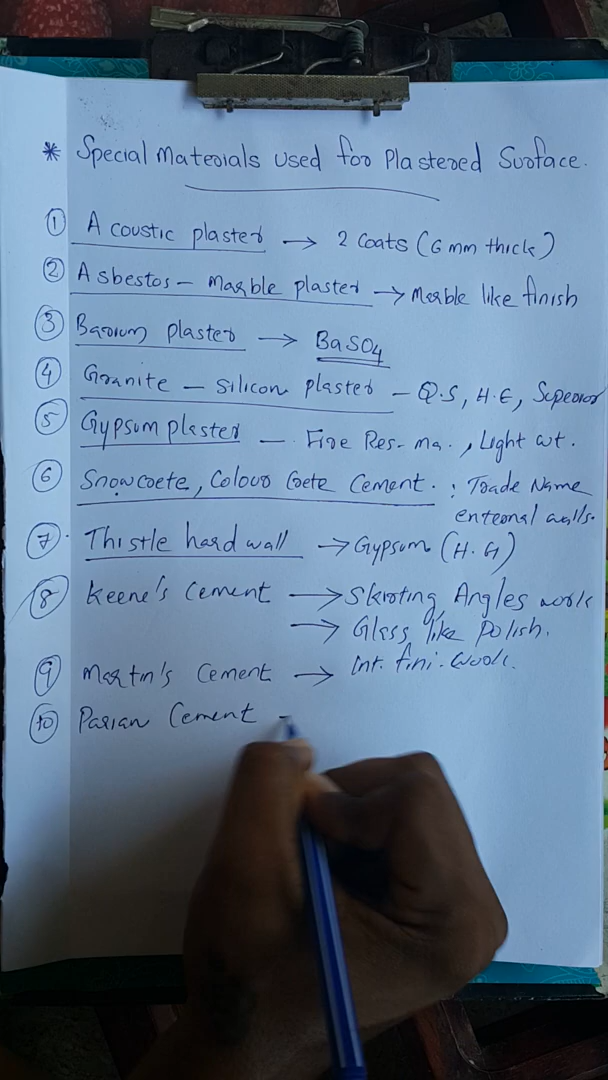 * Special Materials Used for Plastered Surface.
① Acoustic plaster → 2 Coats (6 mm thick)
② Asbestos - Marble plaster → Marble like finish
③ Barium plaster → BaSO4
④ Granite - silicon plaster - Q.S, H.E, Superior
⑤ Gypsum plaster - Fire Res- ma., Light wt.
⑥ Snowcrete, Colour Crete Cement. : Trade Name
enternal walls.
⑦ Thistle hard wall → Gypsum (H.G)
⑧ Keene's Cement → Skirting, Angles work
→ Glass like Polish.
⑨ Martin's Cement → Int. fini. work.
⑩ Parian Cement -